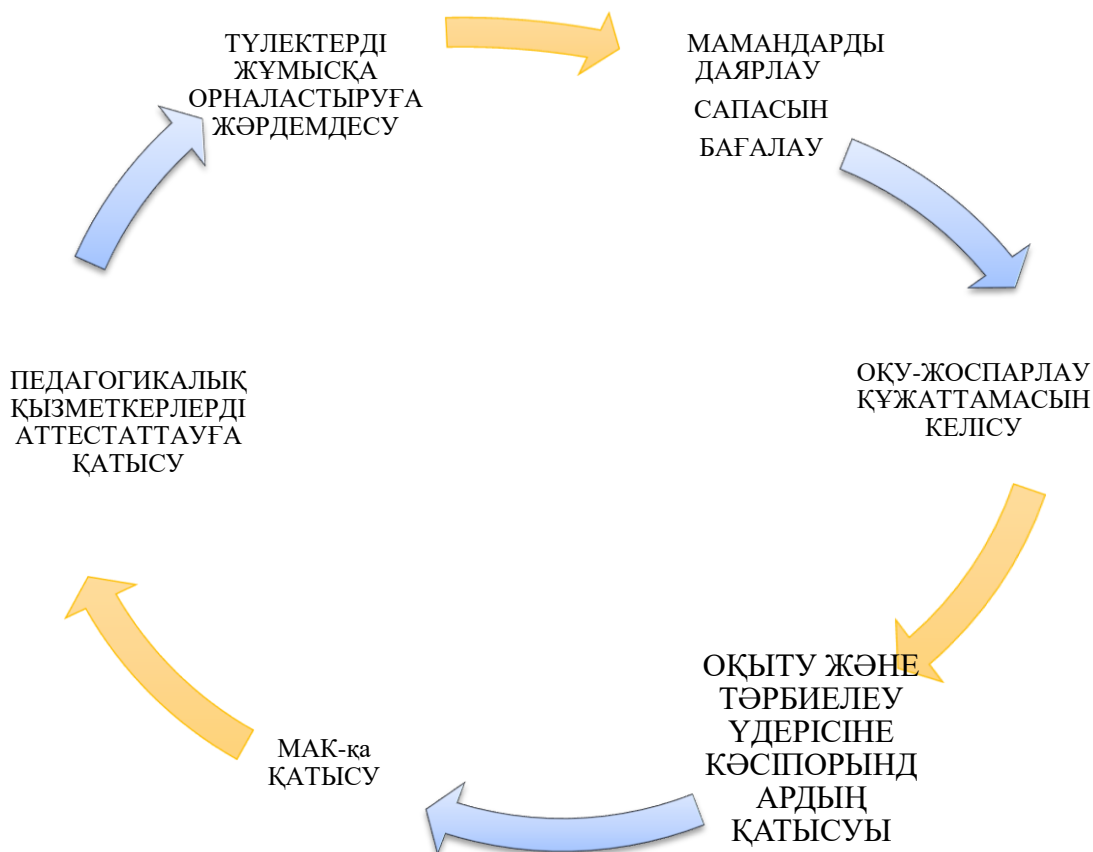 ТҮЛЕКТЕРДІ
ЖҰМЫСҚА
ОРНАЛАСТЫРУҒА
ЖӘРДЕМДЕСУ
МАМАНДАРДЫ
ДАЯРЛАУ
САПАСЫН
БАҒАЛАУ
ОҚУ-ЖОСПАРЛАУ
ҚҰЖАТТАМАСЫН
КЕЛІСУ
ОҚЫТУ ЖӘНЕ
ТӘРБИЕЛЕУ
ҮДЕРІСІНЕ
КӘСІПОРЫНД
АРДЫҢ
ҚАТЫСУЫ
МАК-қа
ҚАТЫСУ
ПЕДАГОГИКАЛЫҚ
ҚЫЗМЕТКЕРЛЕРДІ
АТТЕСТАТТАУҒА
ҚАТЫСУ